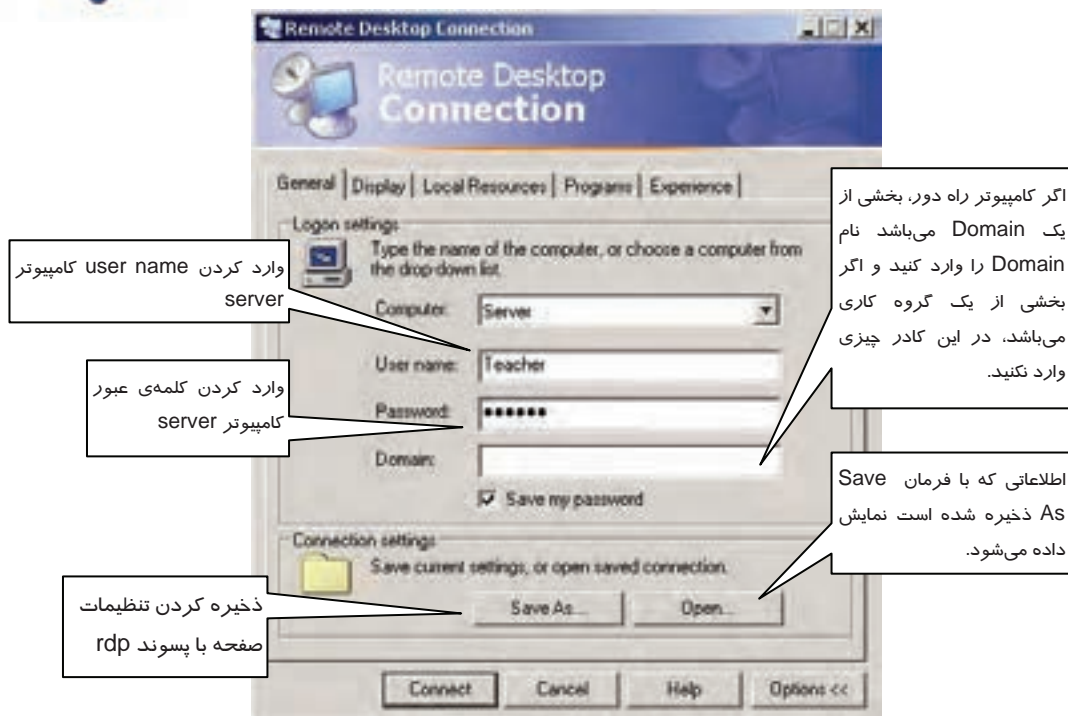 Remote Desktop Connection
Remote Desktop
Connection
General Display Local Resources Programs Experience
Logon settings
Type the name of the computer, or choose a computer from
the drop-down list.
Computer: Server
User name: Teacher
Password: ••••••
Domain:
Save my password
Connection settings
Save current settings, or open saved connection.
Save As... Open...
Connect Cancel Help Options <<
وارد کردن user name کامپیوتر
server
وارد کردن کلمه‌ی عبور
کامپیوتر server
ذخیره کردن تنظیمات
صفحه با پسوند rdp
اگر کامپیوتر راه دور، بخشی از
یک Domain می‌باشد نام
Domain را وارد کنید و اگر
بخشی از یک گروه کاری
می‌باشد، در این کادر چیزی
وارد نکنید.
اطلاعاتی که با فرمان Save
As ذخیره شده است نمایش
داده می‌شود.